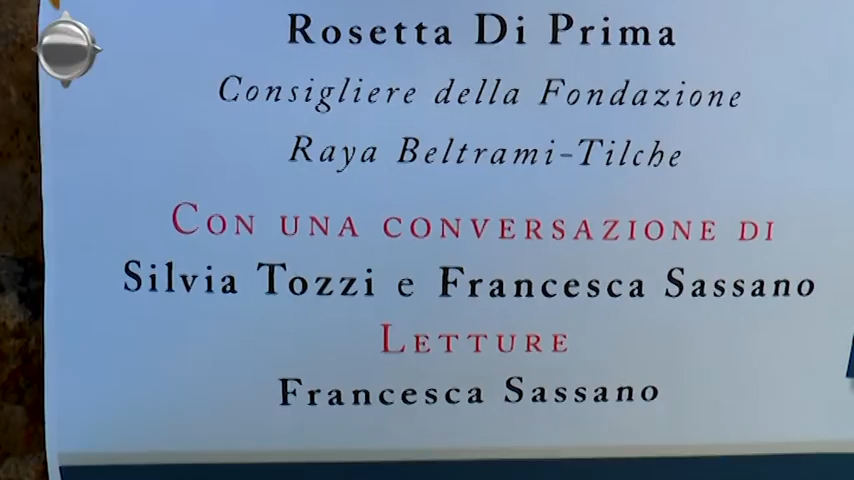 Rosetta Di Prima
Consigliere della Fondazione
Raya Beltrami-Tilche
Con una conversazione di
Silvia Tozzi e Francesca Sassano
Letture
Francesca Sassano